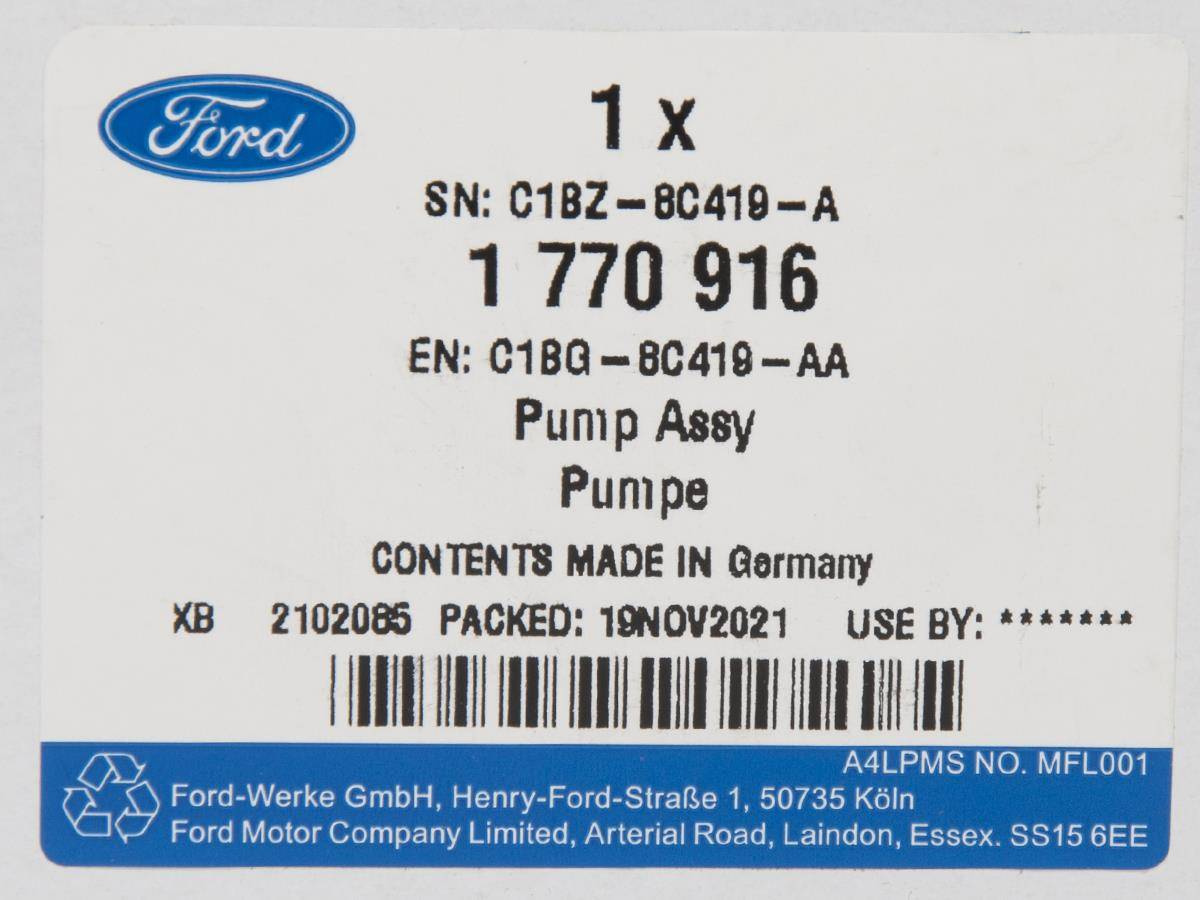 Ford
1 x
SN: C1BZ-8C419-A
1 770 916
EN: C1BG-8C419-AA
Pump Assy
Pumpe
CONTENTS MADE IN Germany
XB 2102085 PACKED: 19NOV2021 USE BY: *******
A4LPMS NO. MFL001
Ford-Werke GmbH, Henry-Ford-Straße 1, 50735 Köln
Ford Motor Company Limited, Arterial Road, Laindon, Essex. SS15 6EE